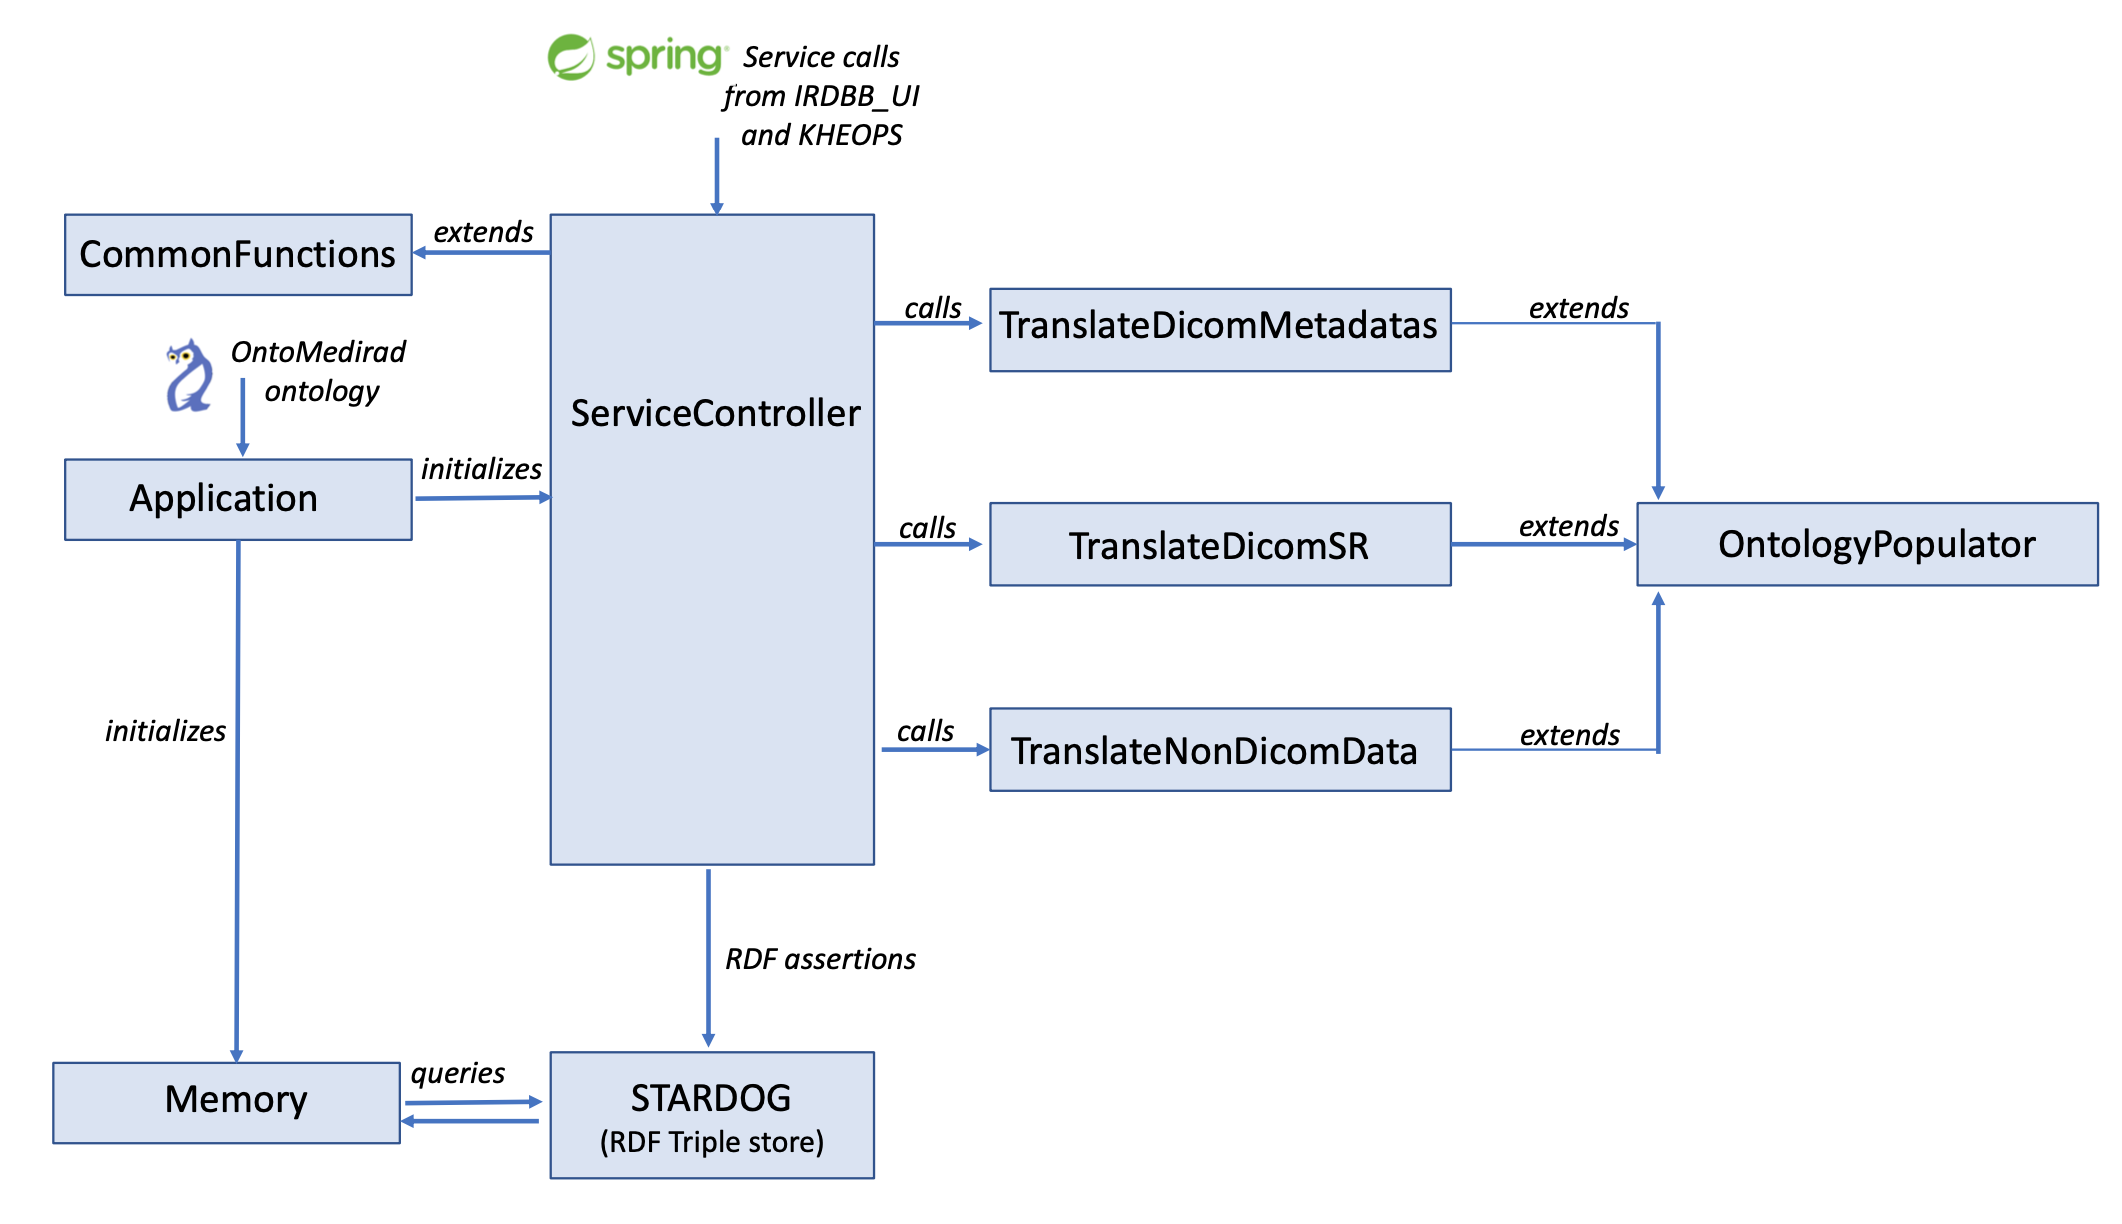 spring
Service calls
from IRDBB_UI
and KHEOPS
CommonFunctions
extends
OntoMedirad
ontology
Application
initializes
ServiceController
calls
TranslateDicomMetadatas
extends
calls
TranslateDicomSR
extends
OntologyPopulator
calls
TranslateNonDicomData
extends
initializes
RDF assertions
Memory
queries
STARDOG
(RDF Triple store)